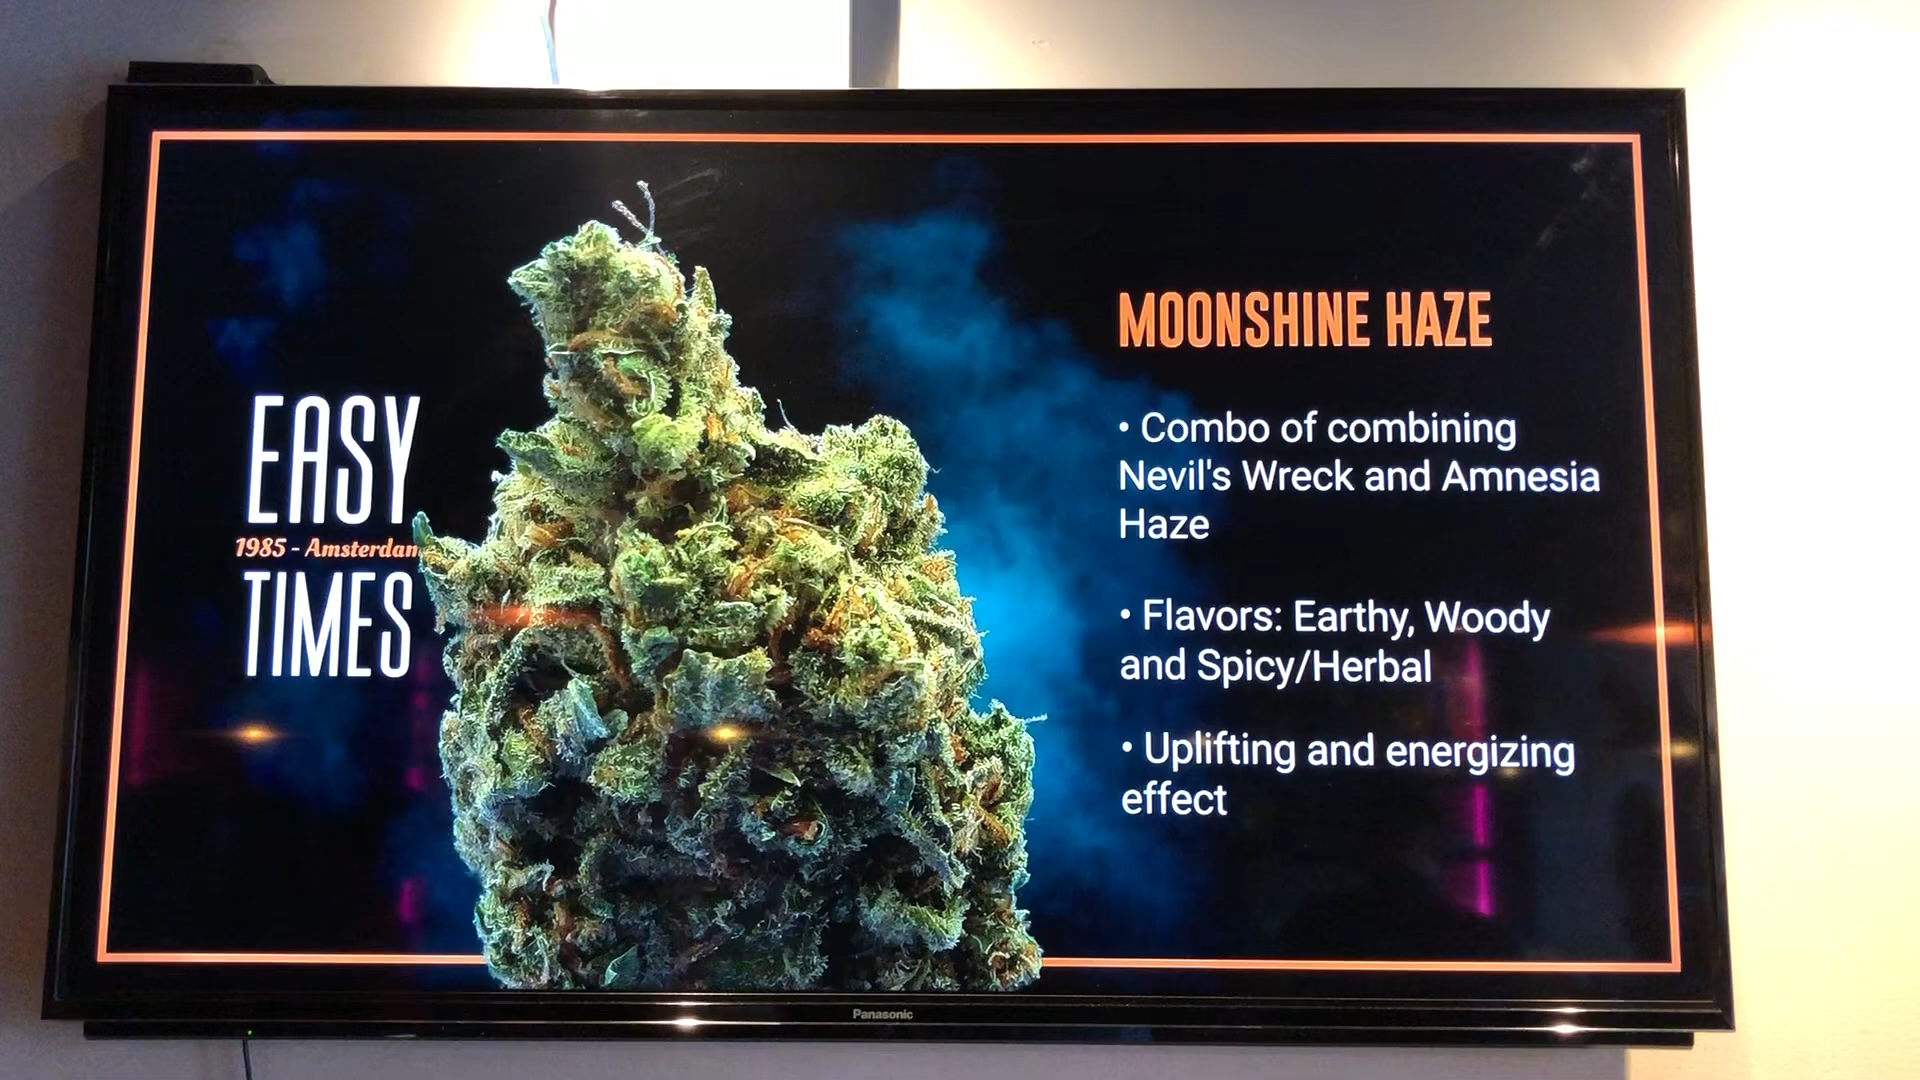 EASY
1985 - Amsterdam
TIMES
MOONSHINE HAZE
• Combo of combining
Nevil's Wreck and Amnesia
Haze
• Flavors: Earthy, Woody
and Spicy/Herbal
• Uplifting and energizing
effect
Panasonic